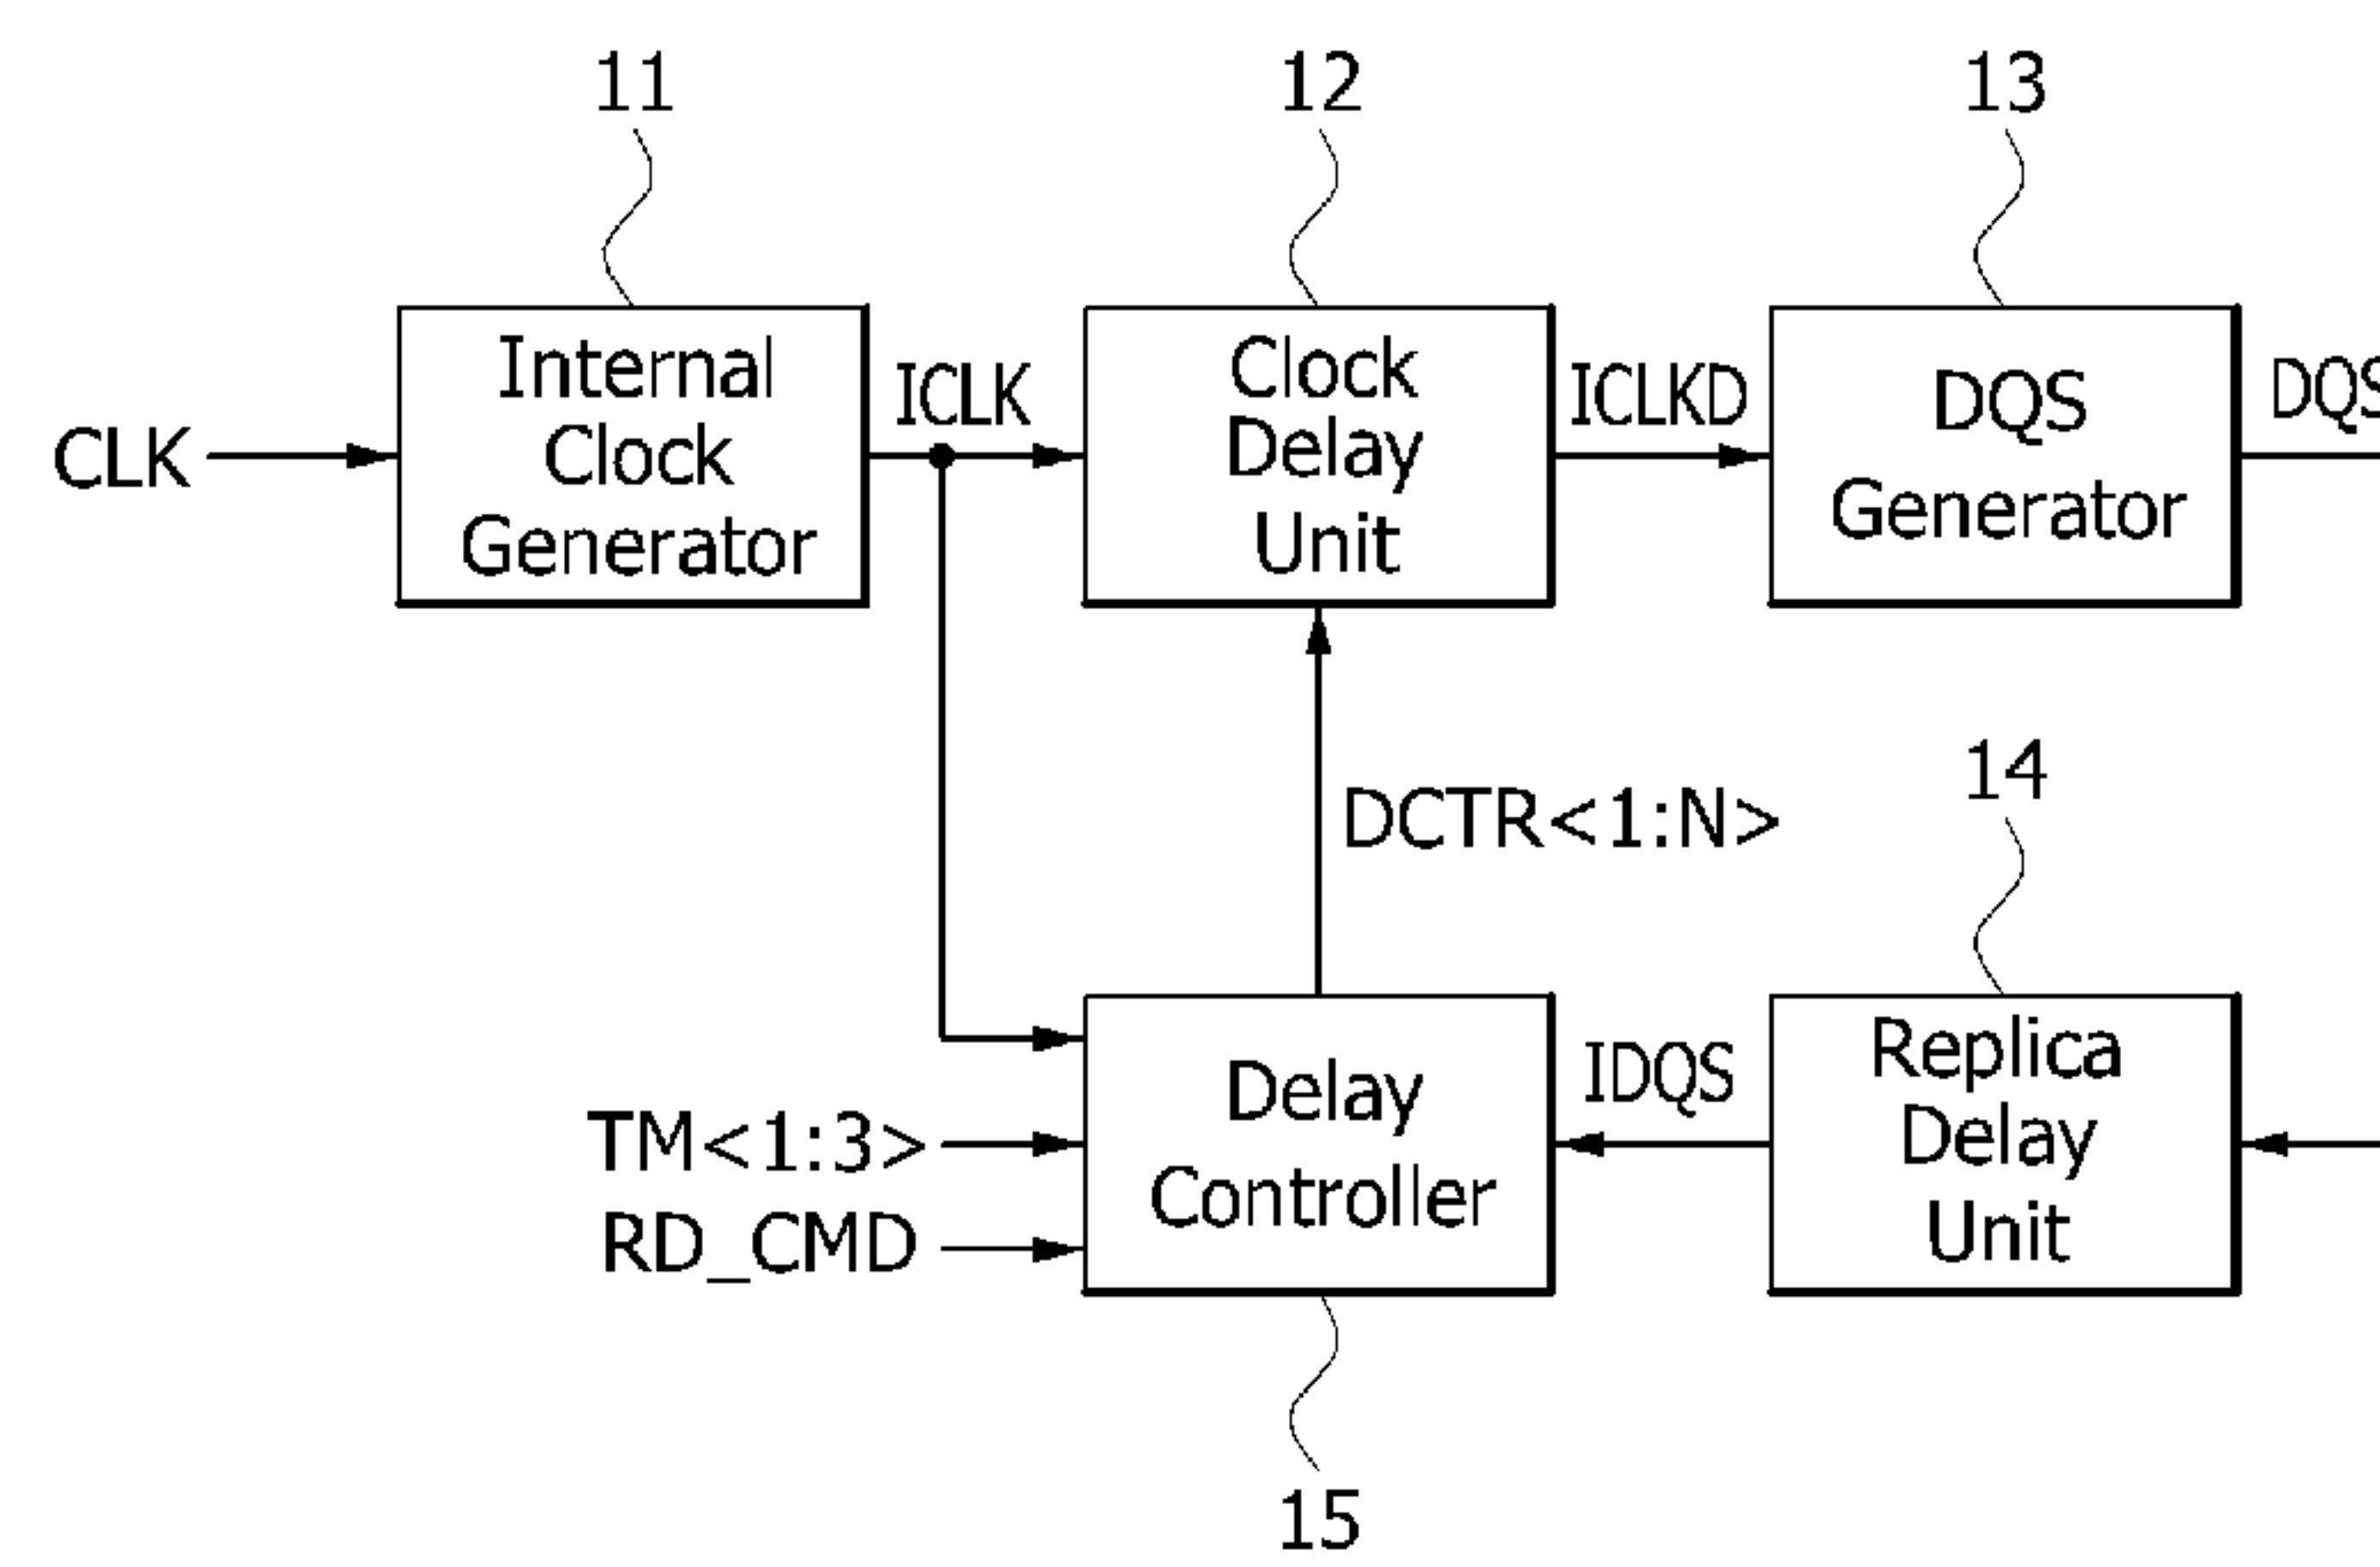 11
12
13
Internal
Clock
Generator
Clock
Delay
Unit
DQS
Generator
CLK
ICLK
ICLKD
DQS
DCTR<1:N>
14
Delay
Controller
Replica
Delay
Unit
IDQS
TM<1:3>
RD_CMD
15